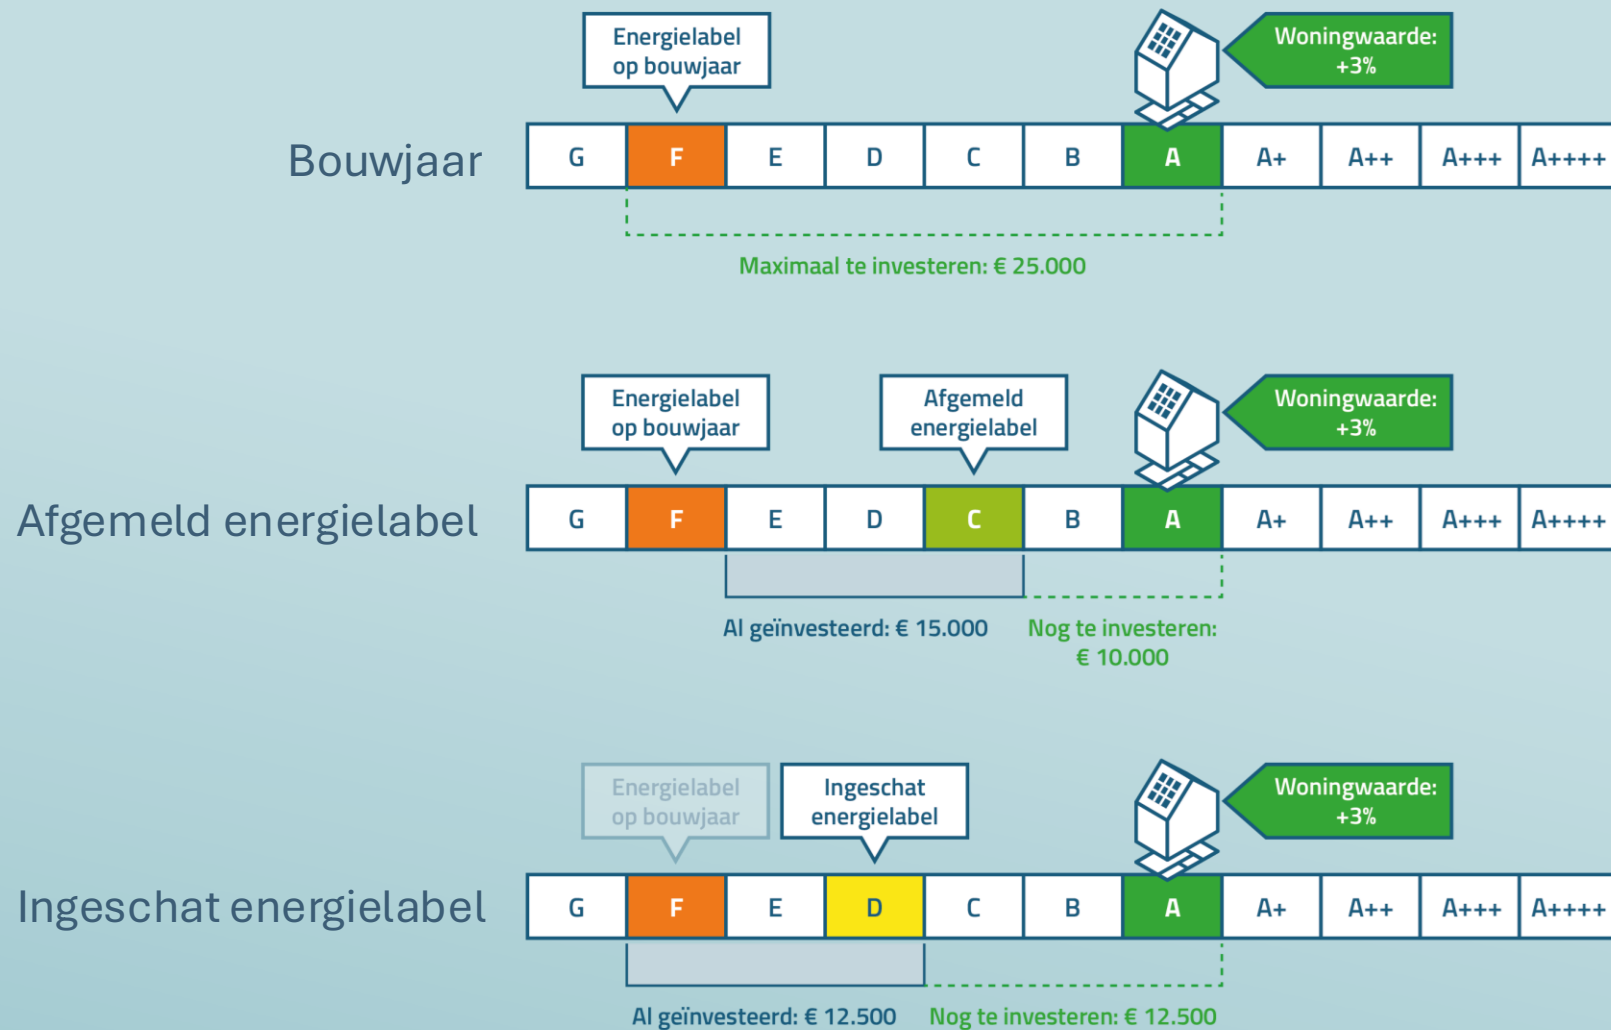 Energielabel
op bouwjaar
Woningwaarde:
+3%
Bouwjaar
G F E D C B A A+ A++ A+++ A++++
Maximaal te investeren: € 25.000
Energielabel
op bouwjaar
Afgemeld
energielabel
Woningwaarde:
+3%
Afgemeld energielabel
G F E D C B A A+ A++ A+++ A++++
Al geïnvesteerd: € 15.000
Nog te investeren:
€ 10.000
Energielabel
op bouwjaar
Ingeschat
energielabel
Woningwaarde:
+3%
Ingeschat energielabel
G F E D C B A A+ A++ A+++ A++++
Al geïnvesteerd: € 12.500
Nog te investeren: € 12.500